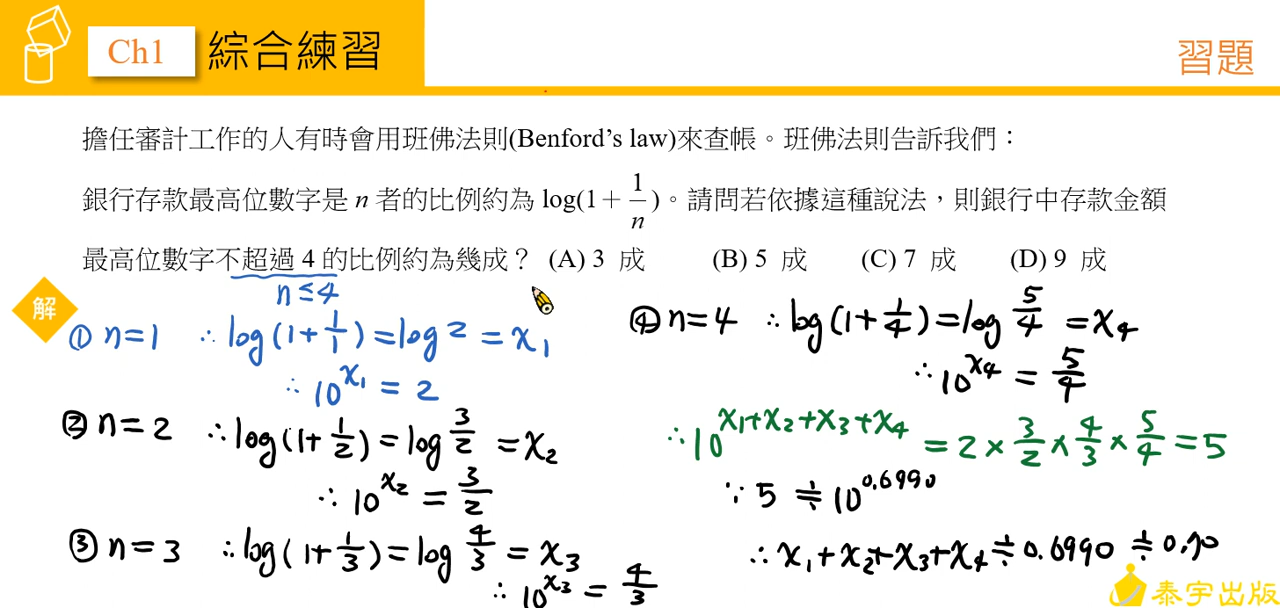 Ch1 綜合練習
習題
擔任審計工作的人有時會用班佛法則(Benford's law)來查帳。班佛法則告訴我們：
銀行存款最高位數字是 n 者的比例約為 log(1+1/n)。請問若依據這種說法，則銀行中存款金額
最高位數字不超過 4 的比例約為幾成？ (A) 3 成 (B) 5 成 (C) 7 成 (D) 9 成
解
n≤4
① n=1 ∴log(1+1/1)=log2=x₁
∴10^x₁=2
② n=2 ∴log(1+1/2)=log3/2=x₂
∴10^x₂=3/2
③ n=3 ∴log(1+1/3)=log4/3=x₃
∴10^x₃=4/3
④ n=4 ∴log(1+1/4)=log5/4=x₄
∴10^x₄=5/4
∴10^(x₁+x₂+x₃+x₄)=2×3/2×4/3×5/4=5
∵5≑10^0.6990
∴x₁+x₂+x₃+x₄≑0.6990≑0.70
泰宇出版